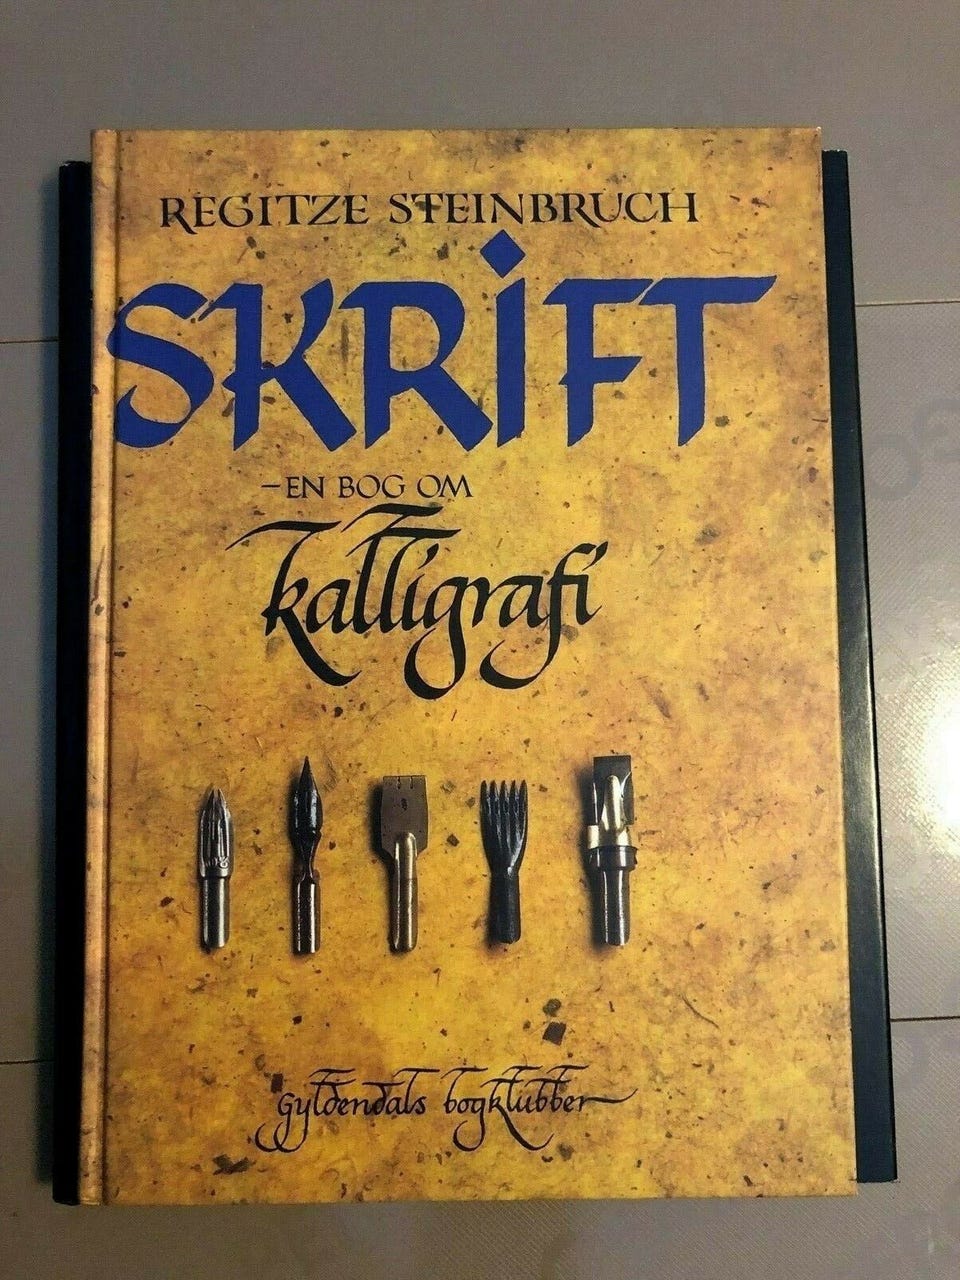 REGITZE STEINBRUCH
SKRiFT
–EN BOG OM
kalligrafi
Gyldendals bogklubber